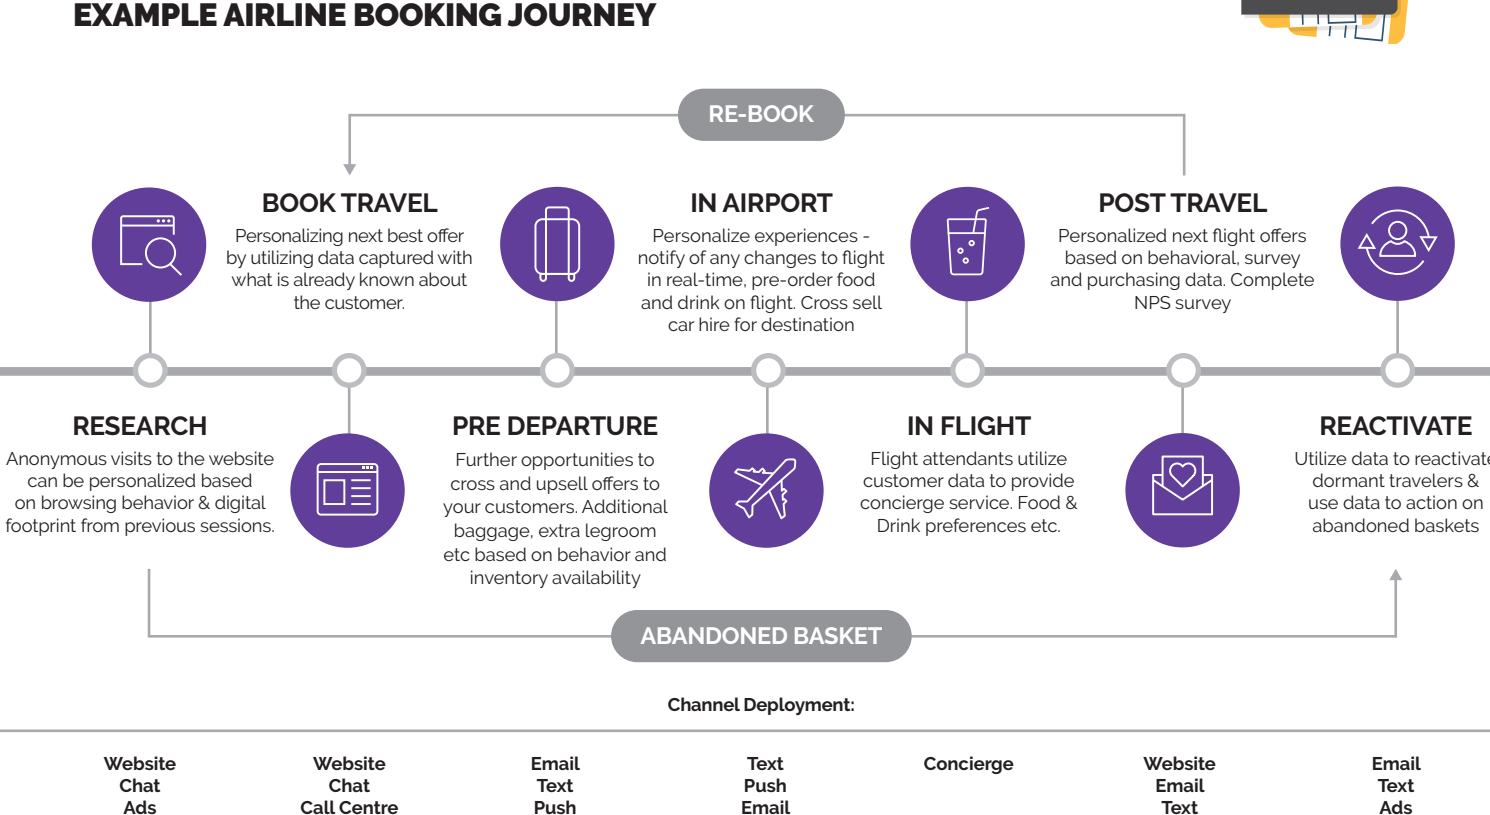 EXAMPLE AIRLINE BOOKING JOURNEY
RE-BOOK
BOOK TRAVEL
Personalizing next best offer
by utilizing data captured with
what is already known about
the customer.
IN AIRPORT
Personalize experiences -
notify of any changes to flight
in real-time, pre-order food
and drink on flight. Cross sell
car hire for destination
POST TRAVEL
Personalized next flight offers
based on behavioral, survey
and purchasing data. Complete
NPS survey
RESEARCH
Anonymous visits to the website
can be personalized based
on browsing behavior & digital
footprint from previous sessions.
PRE DEPARTURE
Further opportunities to
cross and upsell offers to
your customers. Additional
baggage, extra legroom
etc based on behavior and
inventory availability
IN FLIGHT
Flight attendants utilize
customer data to provide
concierge service. Food &
Drink preferences etc.
REACTIVATE
Utilize data to reactivate
dormant travelers &
use data to action on
abandoned baskets
ABANDONED BASKET
Channel Deployment:
Website
Chat
Ads
Website
Chat
Call Centre
Email
Text
Push
Text
Push
Email
Concierge
Website
Email
Text
Email
Text
Ads